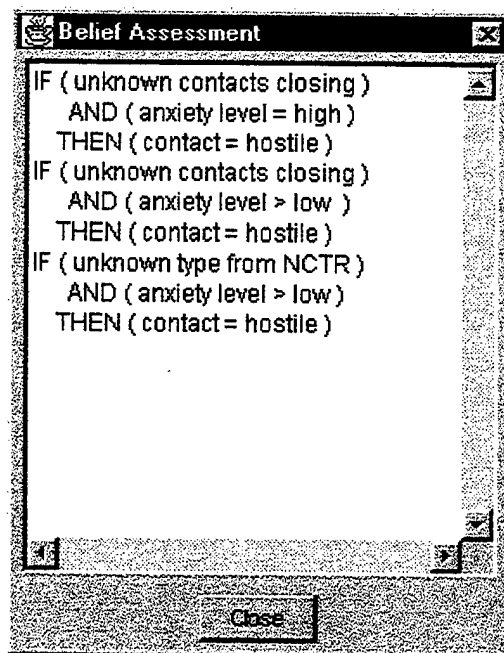 Belief Assessment
IF ( unknown contacts closing )
AND ( anxiety level = high )
THEN ( contact = hostile )
IF ( unknown contacts closing )
AND ( anxiety level > low )
THEN ( contact = hostile )
IF ( unknown type from NCTR )
AND ( anxiety level > low )
THEN ( contact = hostile )
Close